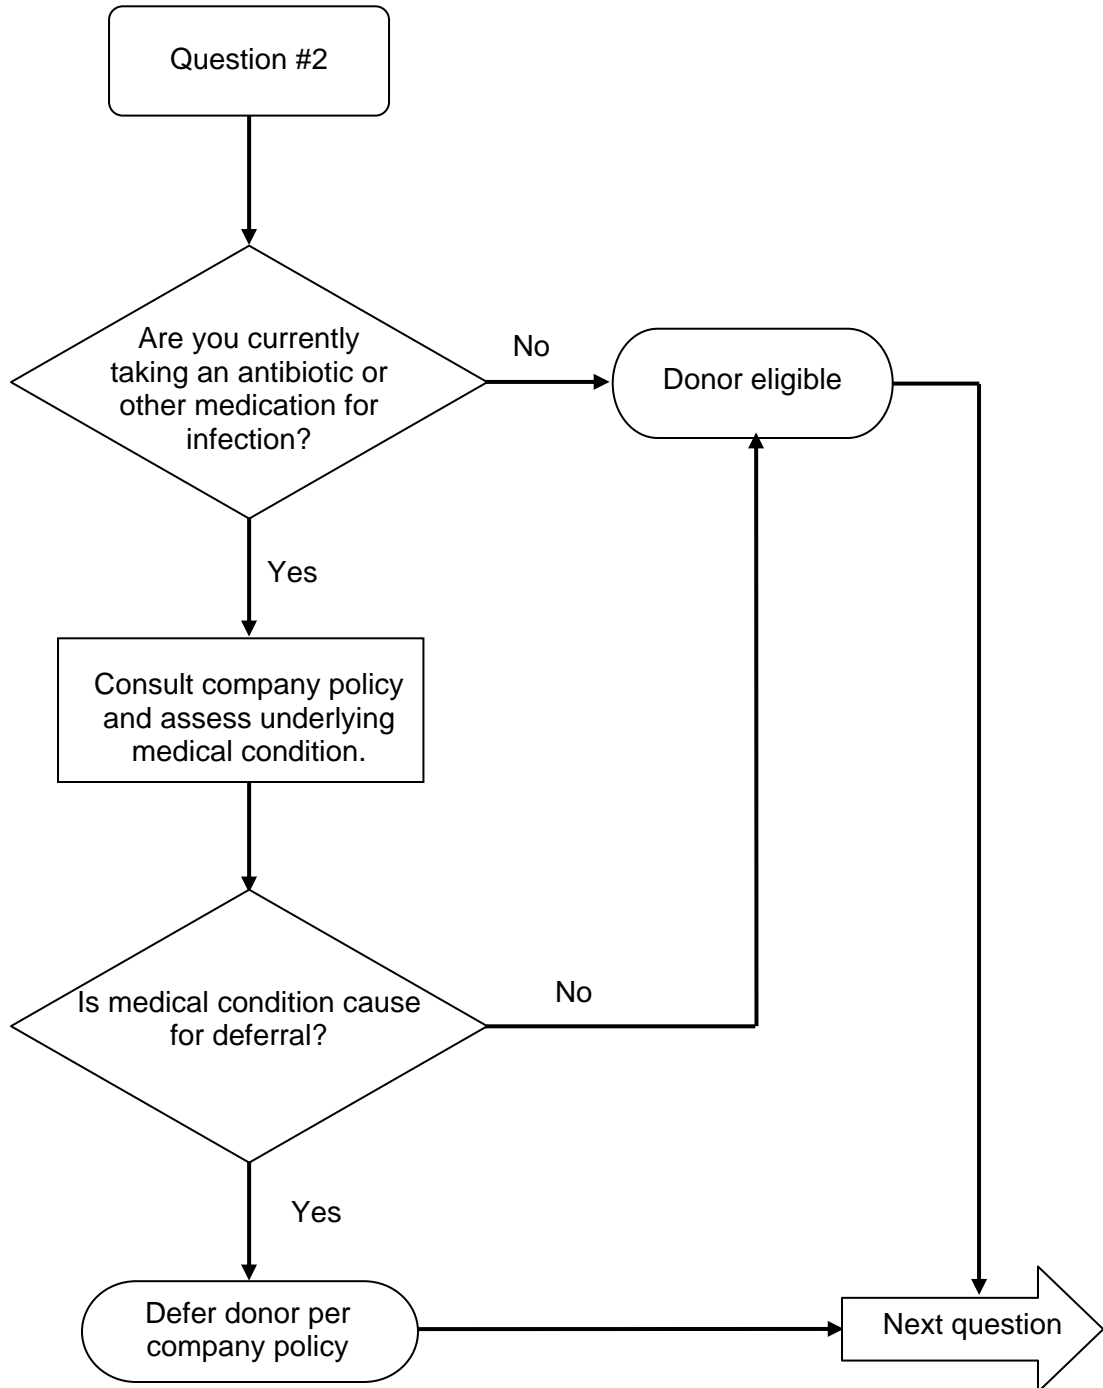 Question #2
Are you currently
taking an antibiotic or
other medication for
infection?
No
Donor eligible
Yes
Consult company policy
and assess underlying
medical condition.
Is medical condition cause
for deferral?
No
Yes
Defer donor per
company policy
Next question